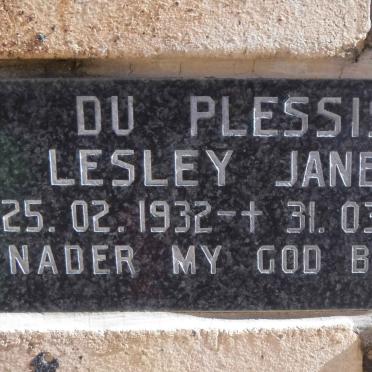 DU PLESSIS
LESLEY JANE
25.02.1932-† 31.03
NADER MY GOD B